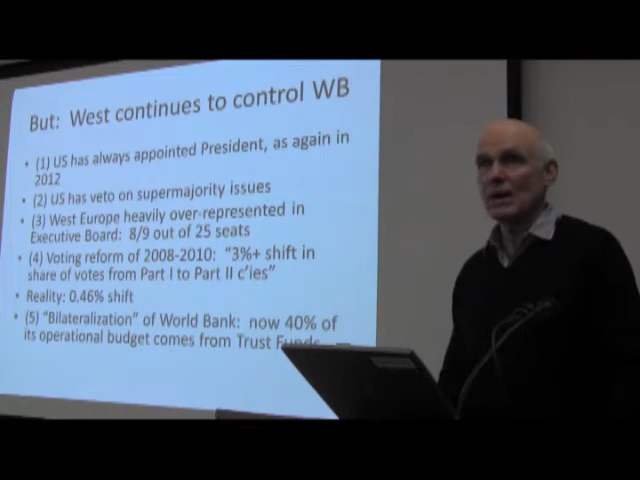 But: West continues to control WB
• (1) US has always appointed President, as again in
2012
• (2) US has veto on supermajority issues
• (3) West Europe heavily over-represented in
Executive Board: 8/9 out of 25 seats
• (4) Voting reform of 2008-2010: "3%+ shift in
share of votes from Part I to Part II c'ies"
• Reality: 0.46% shift
• (5) "Bilateralization" of World Bank: now 40% of
its operational budget comes from Trust Funds